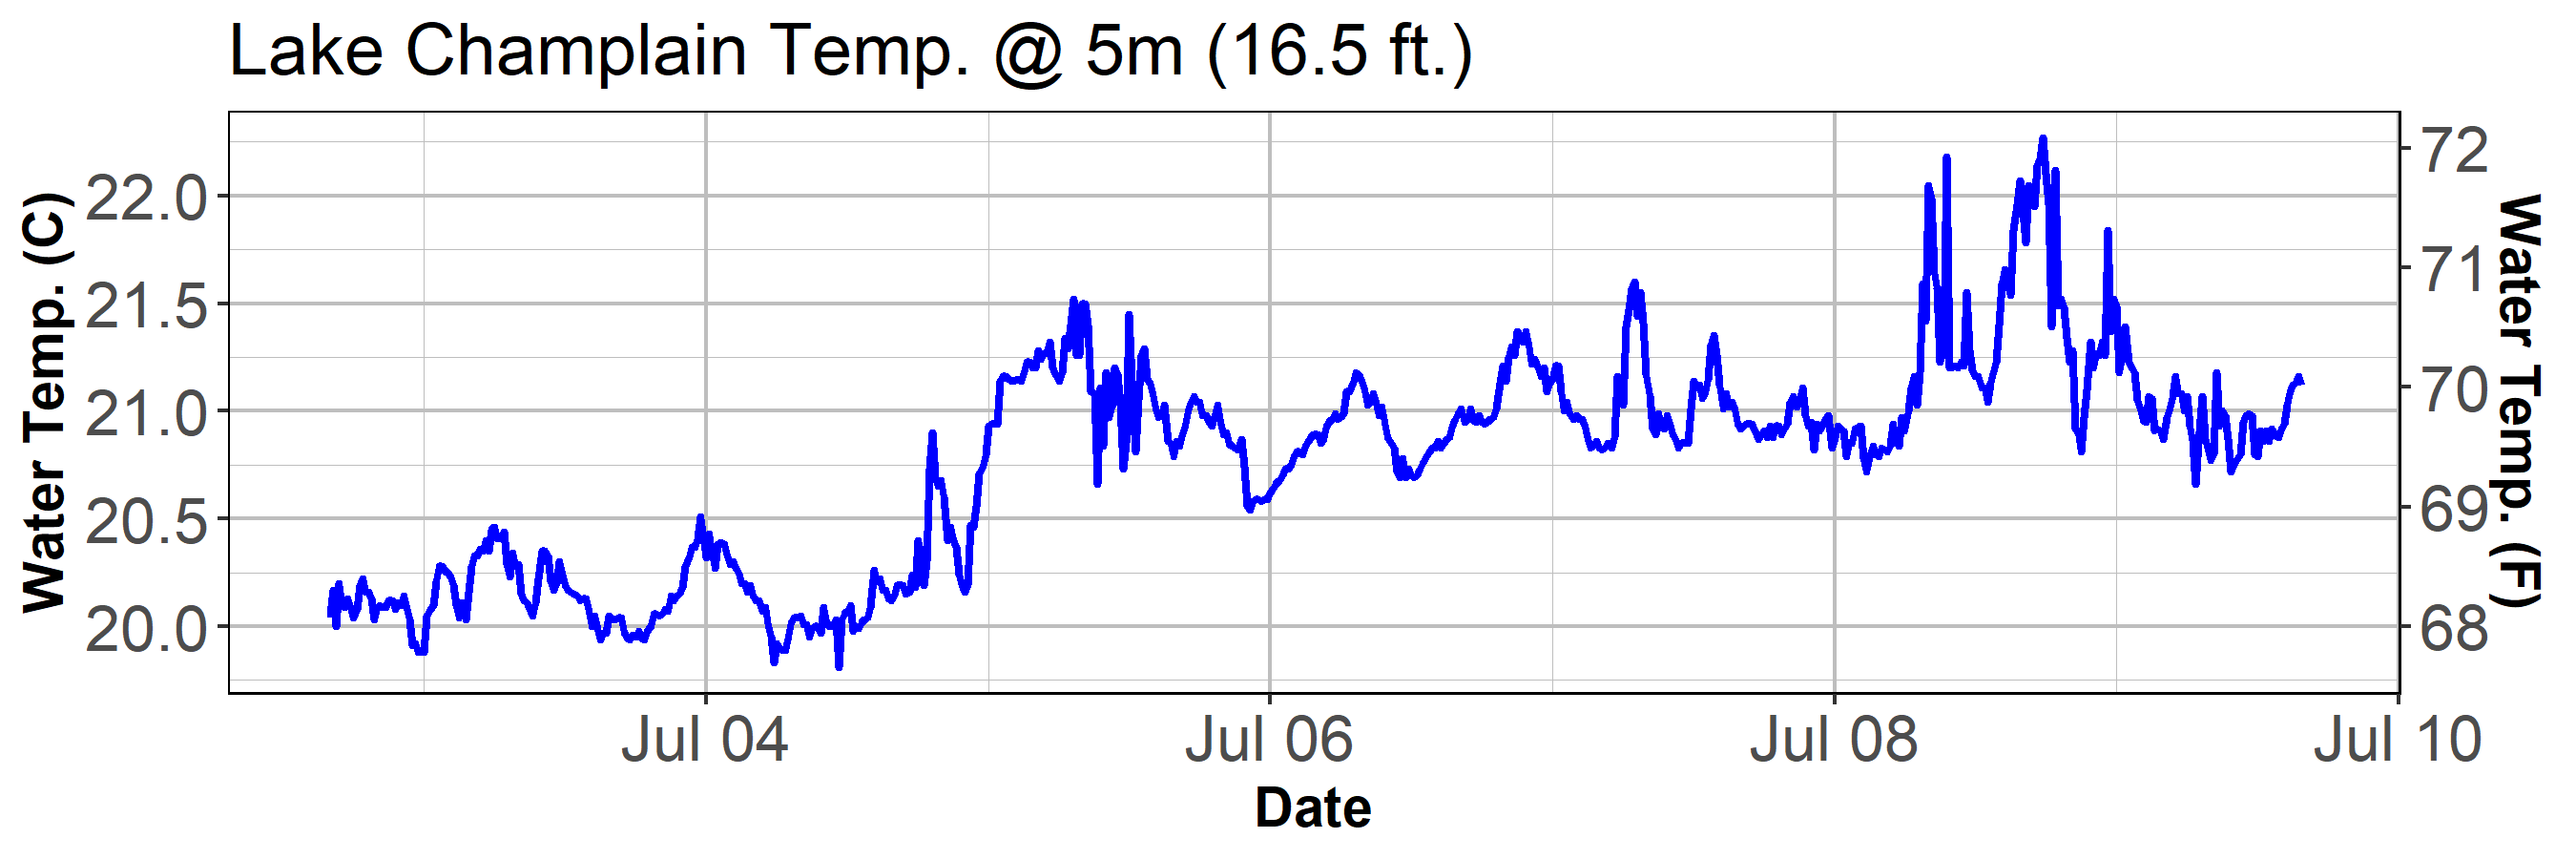 Lake Champlain Temp. @ 5m (16.5 ft.)
Water Temp. (C)
22.0
21.5
21.0
20.5
20.0
72
71
70
69
68
Water Temp. (F)
Jul 04 Jul 06 Jul 08 Jul 10
Date